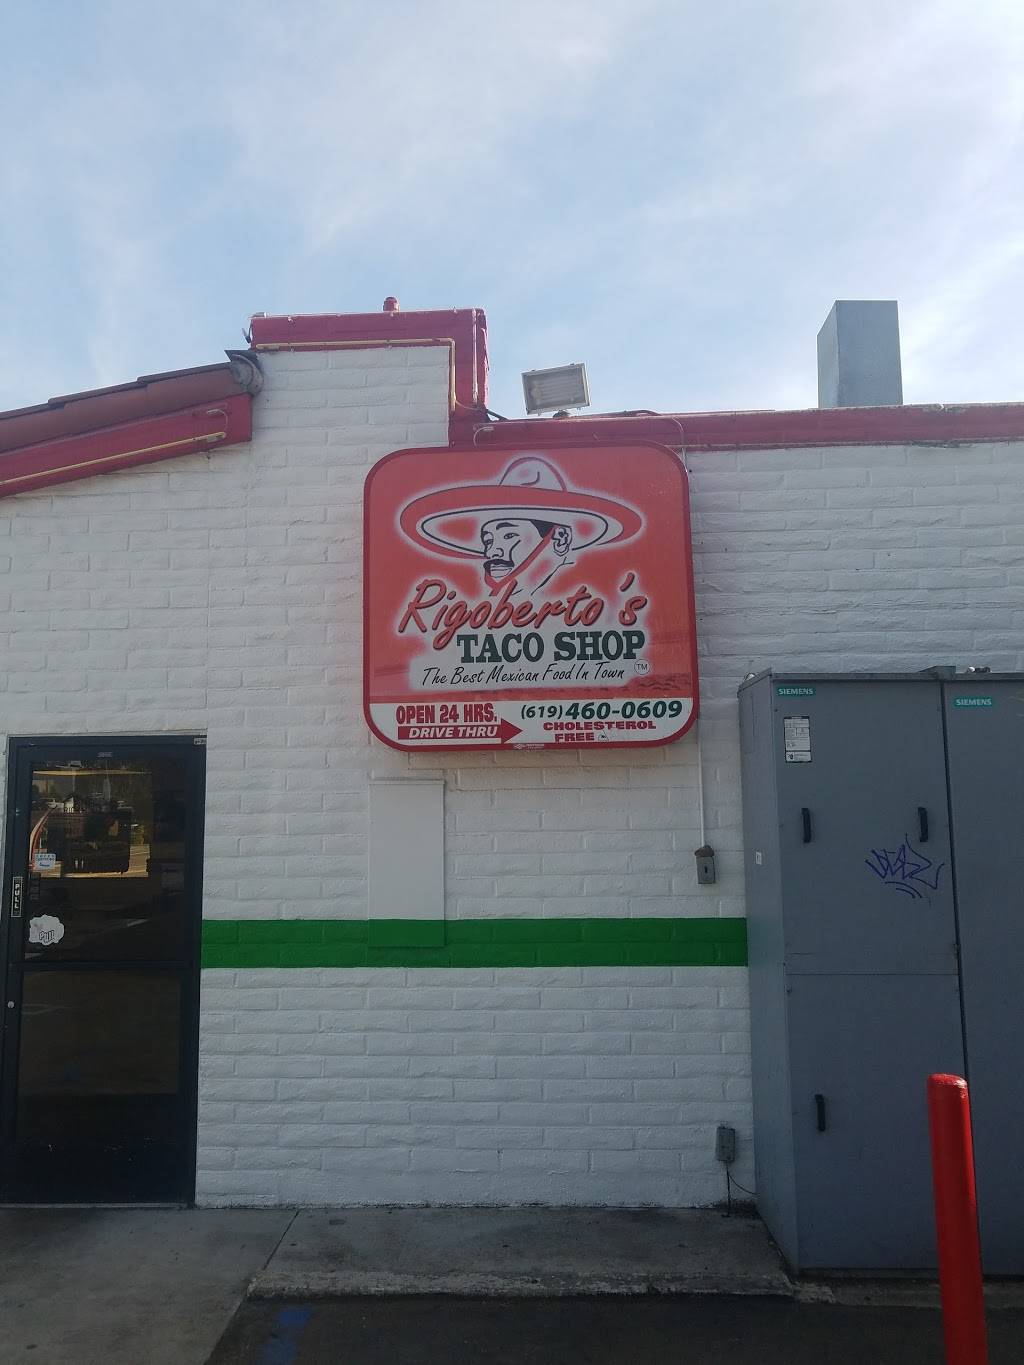 Rigoberto's
TACO SHOP
The Best Mexican Food In Town TM
OPEN 24 HRS.
DRIVE THRU
(619) 460-0609
CHOLESTEROL
FREE
SIEMENS
SIEMENS
PULL